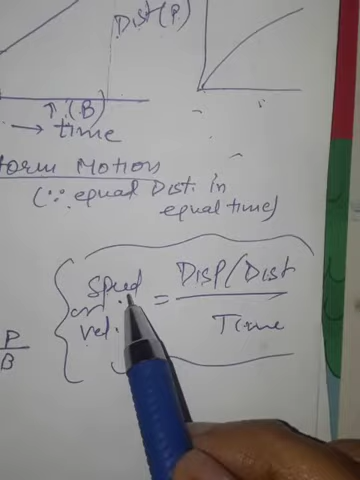 Dist(P)
↑(B)
→ time
form Motion
(∵ equal Dist. in
equal time)
Speed
or
vel.
= Disp/Dist
Time
P
B